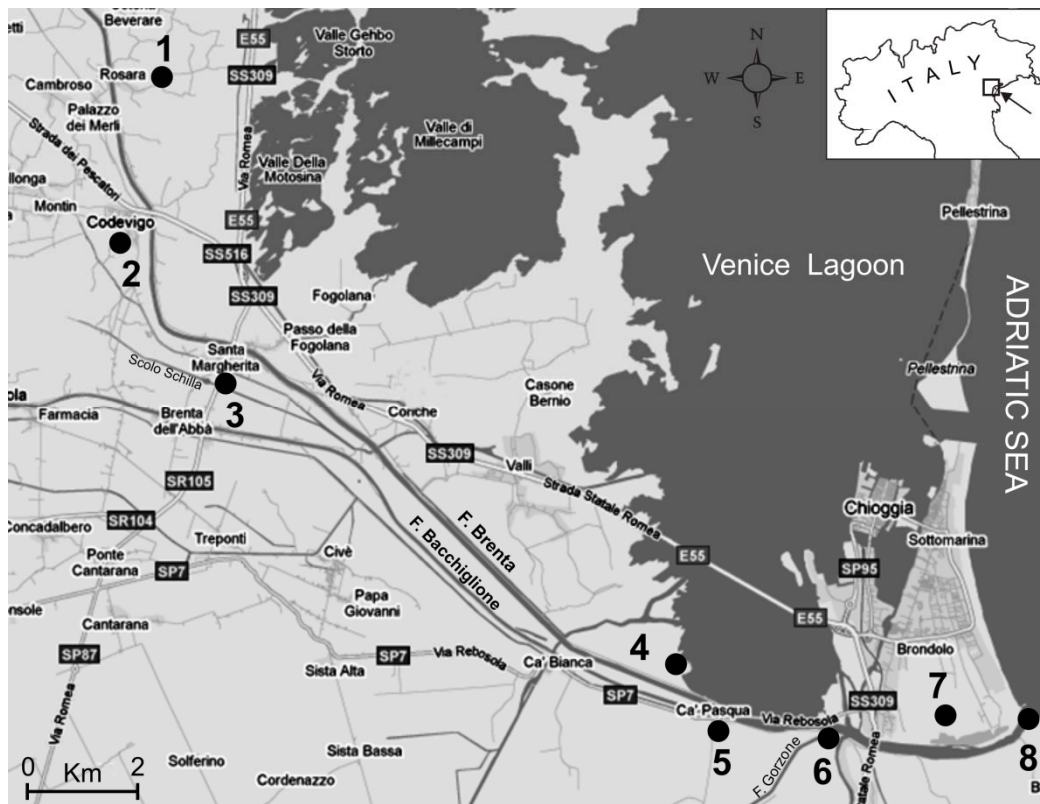 Beverare
1
Rosara
Cambroso
Palazzo
dei Merli
E55
SS309
Via Romea
Valle Gehbo
Storto
Valle di
Millecampi
Valle Della
Motosina
N
W
E
S
ITALY
Strada dei Pescatori
Montin
Codevigo
2
E55
SS516
SS309
Fogolana
Passo della
Fogolana
Venice Lagoon
Pellestrina
ADRIATIC SEA
Pellestrina
Scolo Schilla
Santa
Margherita
3
Via Romea
Casone
Bernio
Conche
Farmacia
Brenta
dell'Abbà
SS309
Valli
Strada Statale Romea
SR105
Concadalbero
SR104
Ponte
Cantarana
SP7
Treponti
Civè
F. Brenta
F. Bacchiglione
E55
Chioggia
Sottomarina
SP95
Papa
Giovanni
Cantarana
SP87
Via Romea
Sista Alta
SP7
Via Rebosola
Ca' Bianca
4
E55
Brondolo
SP7
Ca' Pasqua
Via Rebosola
SS309
7
5
6
8
F. Gorzone
Solferino
Sista Bassa
Cordenazzo
0 Km 2